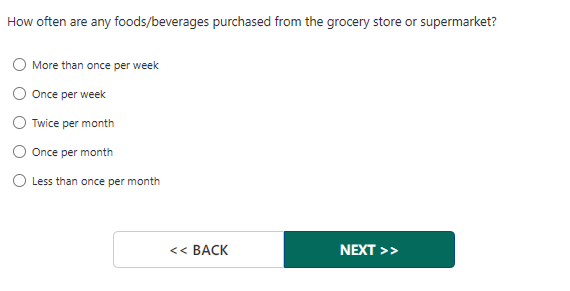 How often are any foods/beverages purchased from the grocery store or supermarket?
More than once per week
Once per week
Twice per month
Once per month
Less than once per month
<< BACK
NEXT >>